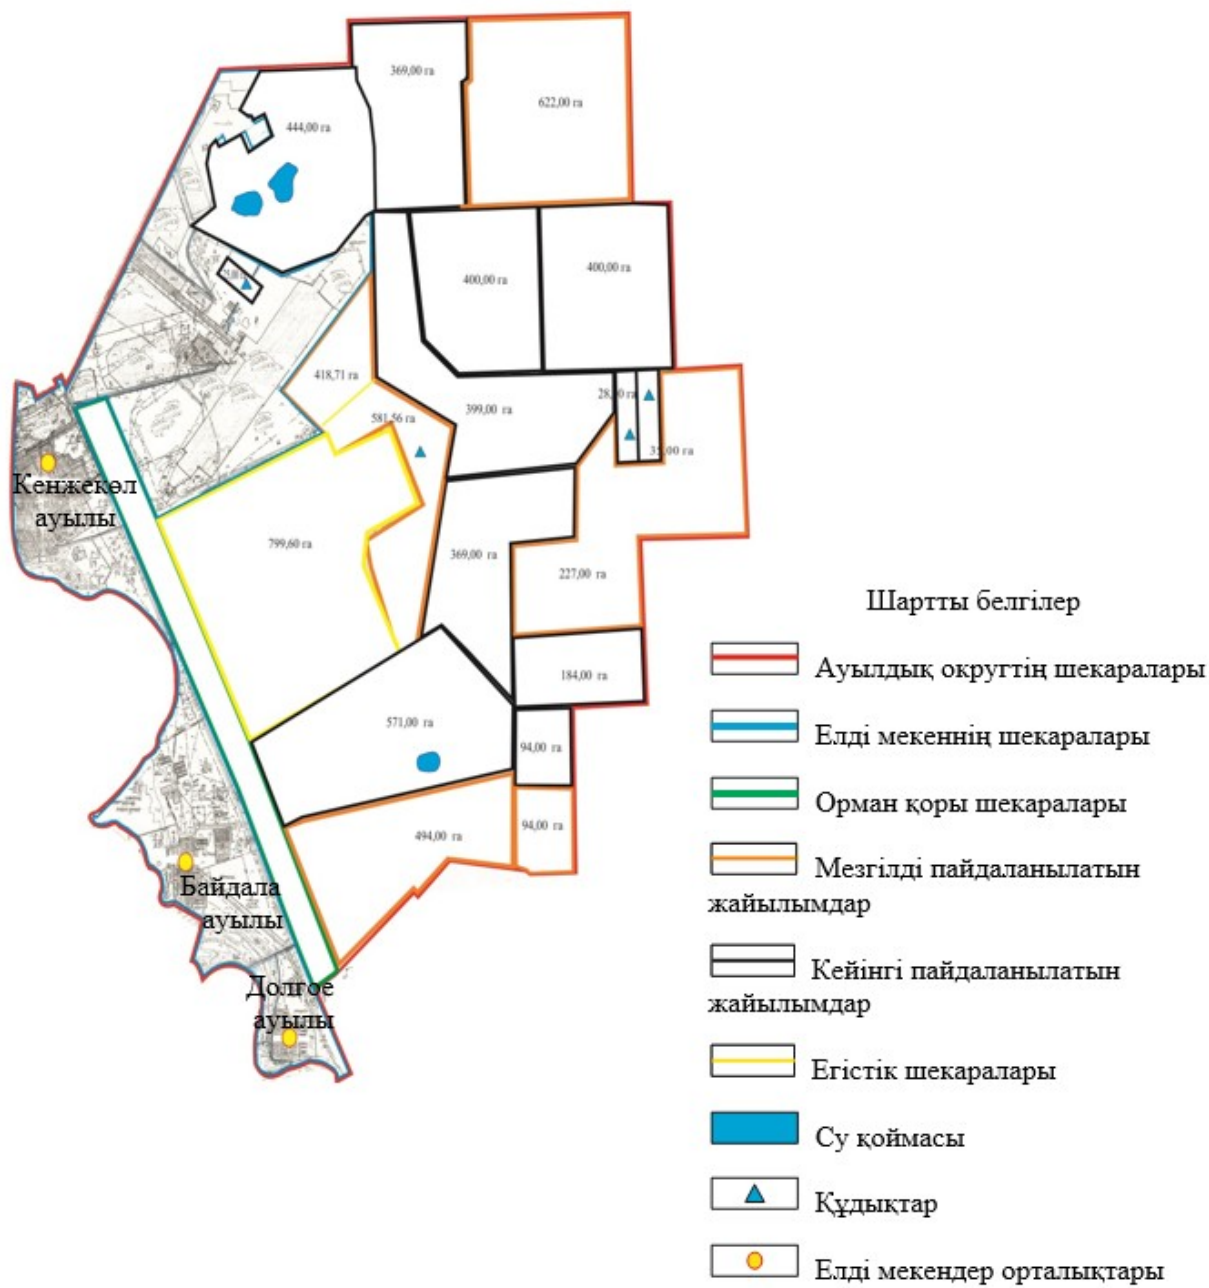 369,00 га
622,00 га
444,00 га
400,00 га
400,00 га
418,71 га
399,00 га
581,56 га
Кенжекөл
ауылы
799,60 га
369,00 га
227,00 га
184,00 га
571,00 га
94,00 га
494,00 га
94,00 га
Байдала
ауылы
Долгое
ауылы
Шартты белгілер
Ауылдық округтің шекаралары
Елді мекеннің шекаралары
Орман қоры шекаралары
Мезгілді пайдаланылатын
жайылымдар
Кейінгі пайдаланылатын
жайылымдар
Егістік шекаралары
Су қоймасы
Құдықтар
Елді мекендер орталықтары